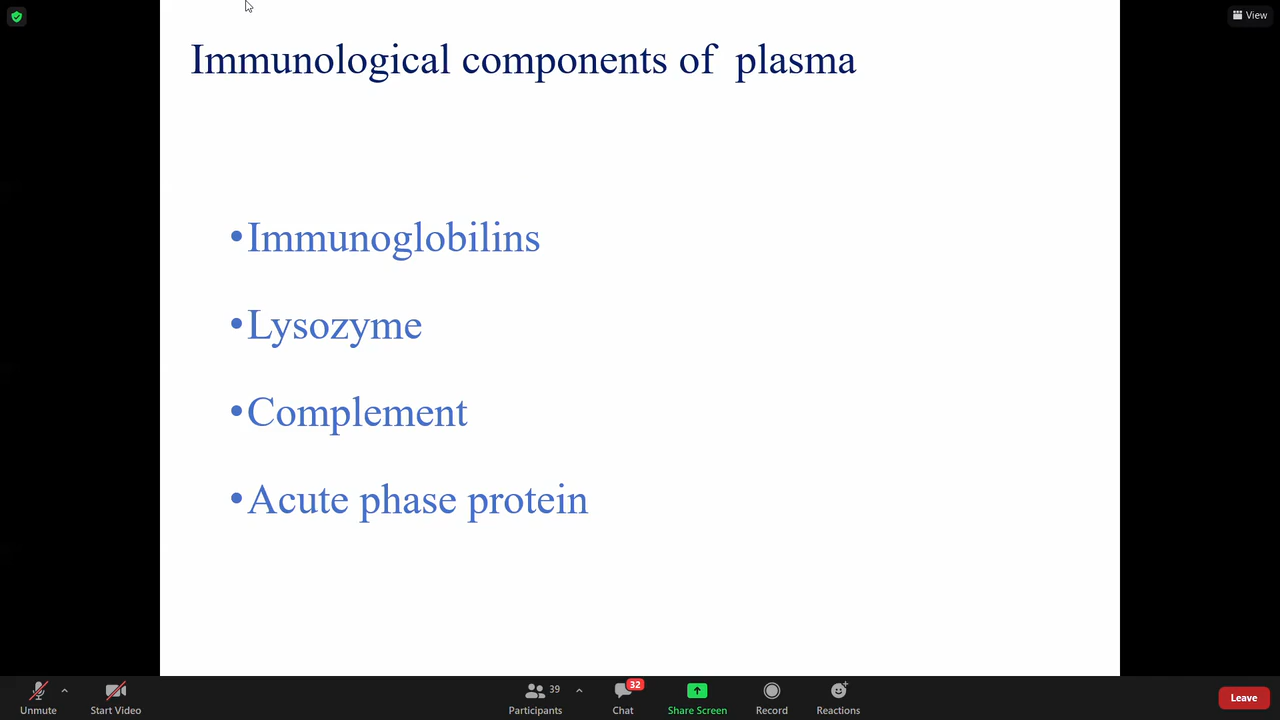 View
Immunological components of plasma
•Immunoglobilins
•Lysozyme
•Complement
•Acute phase protein
39
32
Unmute
Start Video
Participants
Chat
Share Screen
Record
Reactions
Leave